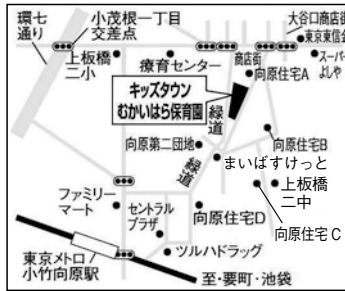 環七
通り
小茂根一丁目
交差点
大谷口商店街
東京東信金
スーパー
よしや
上板橋
二小
療育センター
商店街
向原住宅A
キッズタウン
むかいはら保育園
緑道
向原第二団地
緑道
向原住宅B
まいばすけっと
上板橋
二中
ファミリー
マート
セントラル
プラザ
向原住宅D
向原住宅C
東京メトロ
小竹向原駅
ツルハドラッグ
至・要町・池袋